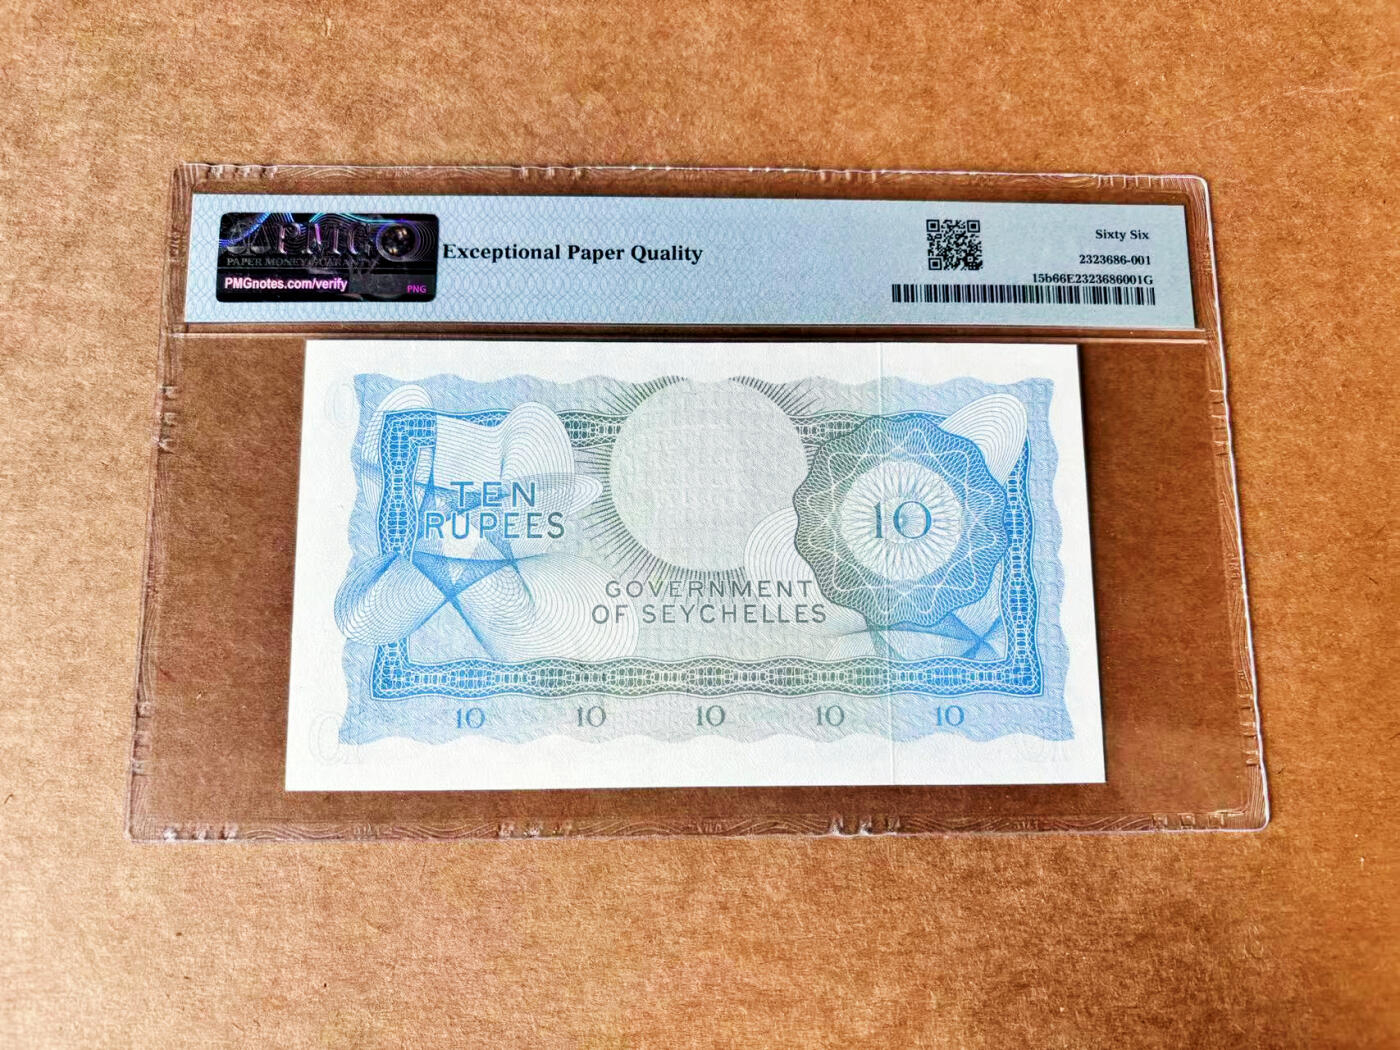 PMG
PAPER MONEY GUARANTY
PMGnotes.com/verify
PNG
Exceptional Paper Quality
Sixty Six
2323686-001
15b66E2323686001G
TEN
RUPEES
10
GOVERNMENT
OF SEYCHELLES
10 10 10 10 10